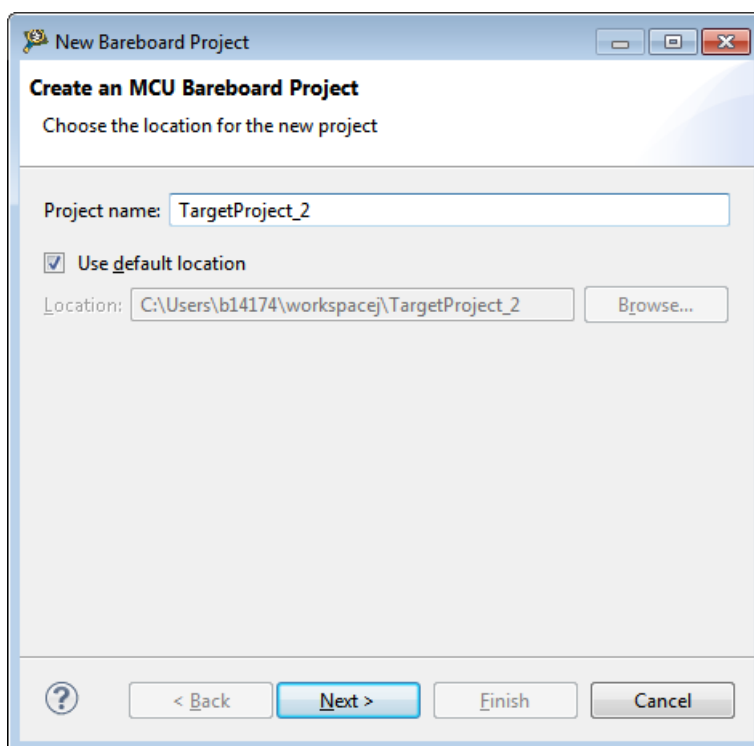 New Bareboard Project
Create an MCU Bareboard Project
Choose the location for the new project
Project name: TargetProject_2
Use default location
Location: C:\Users\b14174\workspacej\TargetProject_2 Browse...
? < Back Next > Finish Cancel